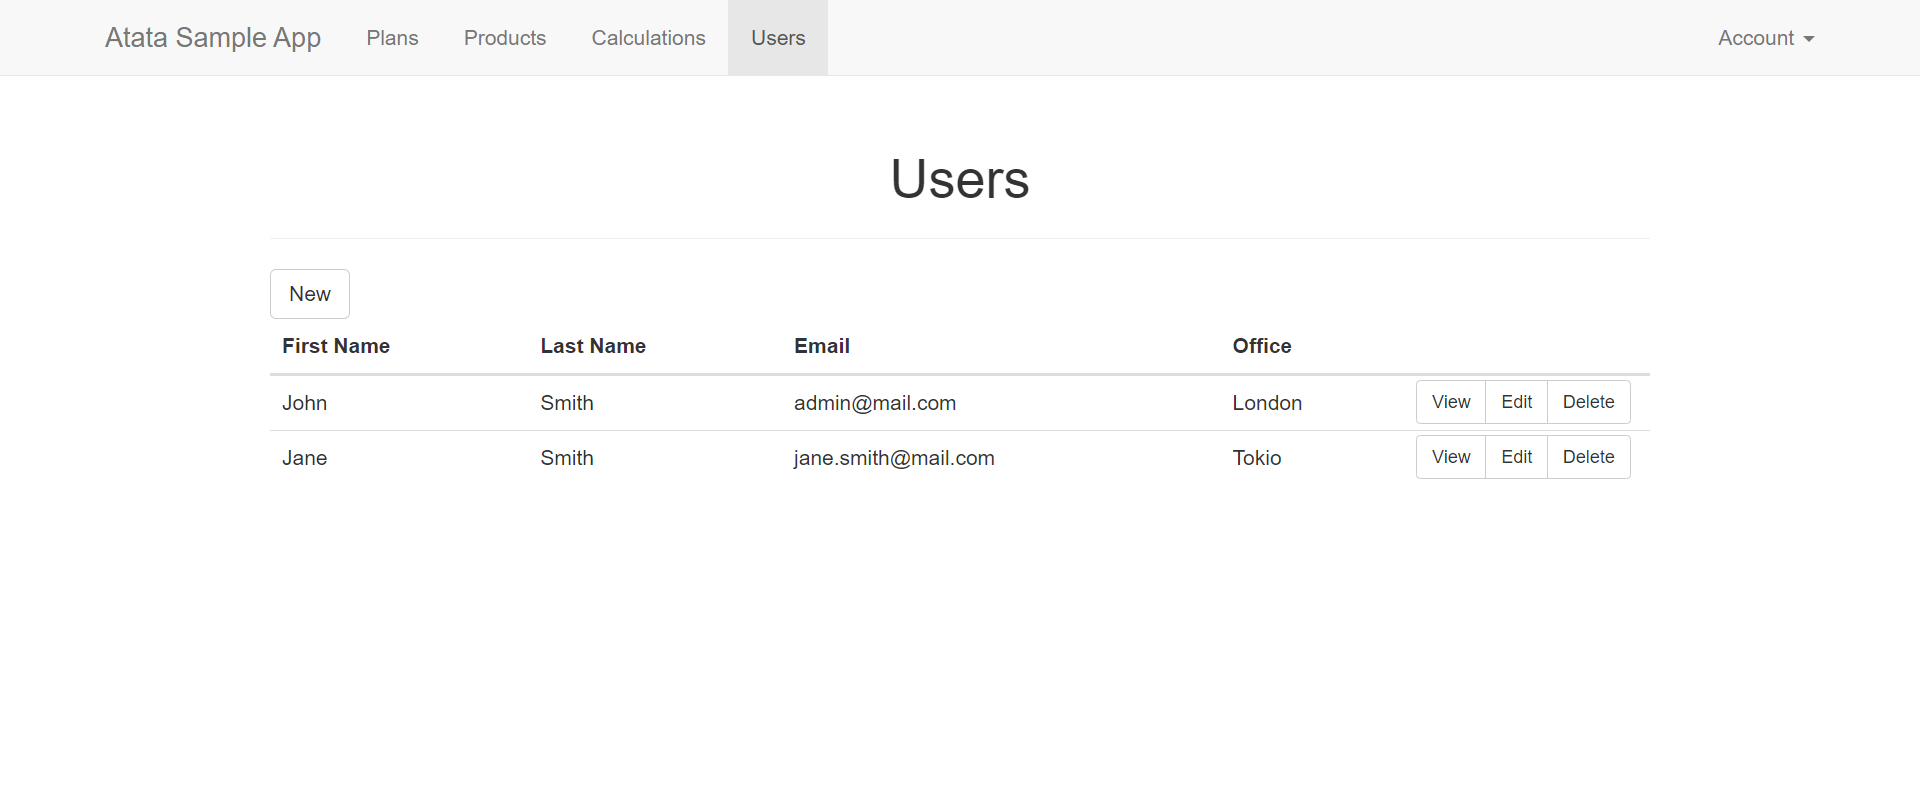 Atata Sample App Plans Products Calculations Users Account
Users
New
First Name Last Name Email Office
John Smith admin@mail.com London View Edit Delete
Jane Smith jane.smith@mail.com Tokio View Edit Delete